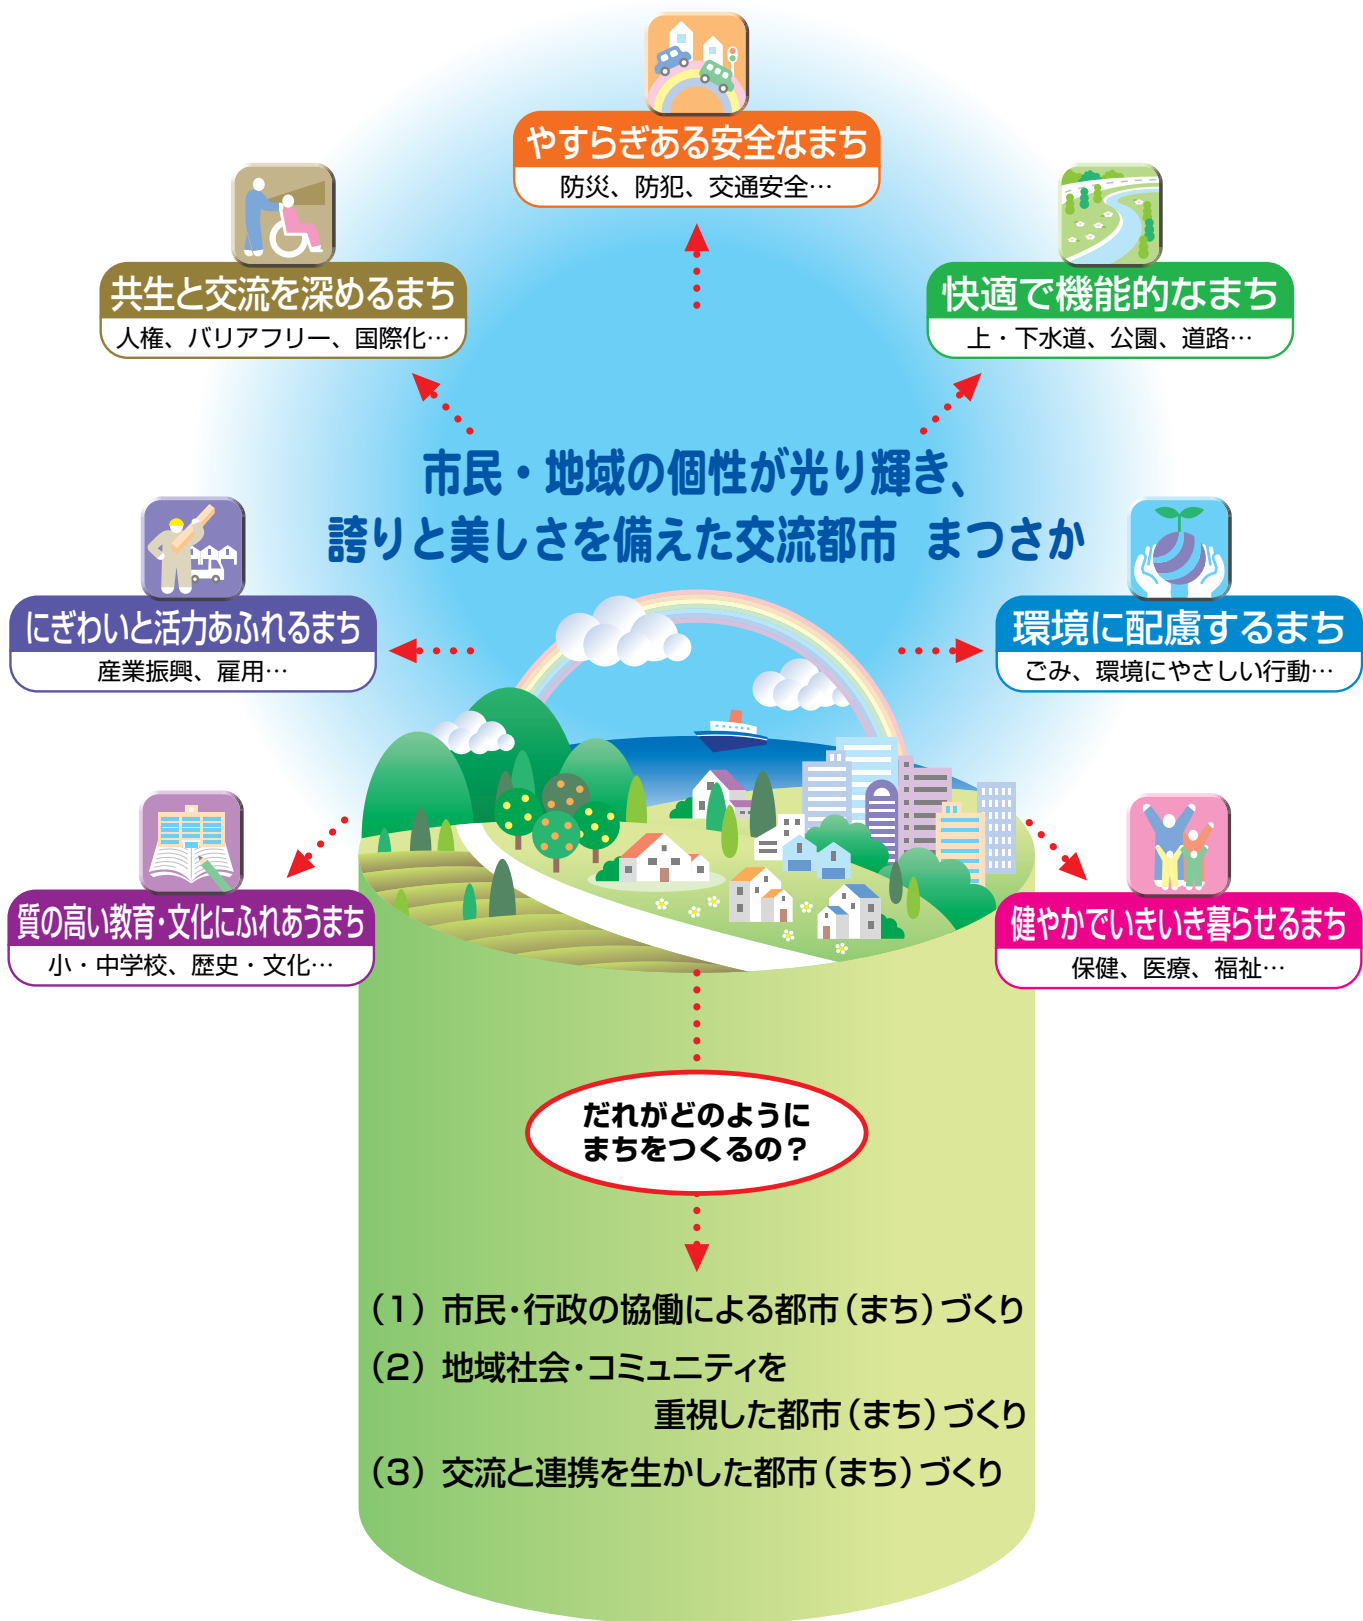 やすらぎある安全なまち
防災、防犯、交通安全…
共生と交流を深めるまち
人権、バリアフリー、国際化…
快適で機能的なまち
上・下水道、公園、道路…
市民・地域の個性が光り輝き、
誇りと美しさを備えた交流都市 まつさか
にぎわいと活力あふれるまち
産業振興、雇用…
環境に配慮するまち
ごみ、環境にやさしい行動…
質の高い教育・文化にふれあうまち
小・中学校、歴史・文化…
健やかでいきいき暮らせるまち
保健、医療、福祉…
だれがどのように
まちをつくるの？
（1）市民・行政の協働による都市（まち）づくり
（2）地域社会・コミュニティを
重視した都市（まち）づくり
（3）交流と連携を生かした都市（まち）づくり